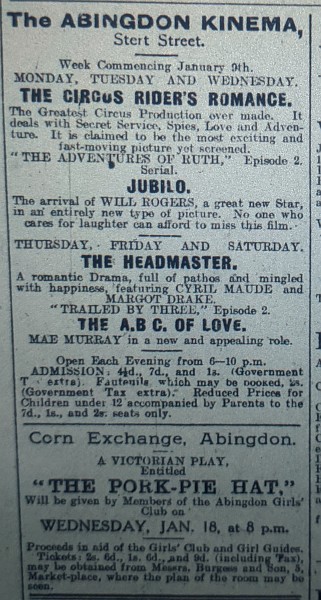 The ABINGDON KINEMA,
Stert Street.
Week Commencing January 9th.
MONDAY, TUESDAY AND WEDNESDAY.
THE CIRCUS RIDER'S ROMANCE.
The Greatest Circus Production ever made. It
deals with Secret Service, Spies, Love and Adven-
ture. It is claimed to be the most exciting and
fast-moving picture yet screened.
"THE ADVENTURES OF RUTH," Episode 2.
Serial.
JUBILO.
The arrival of WILL ROGERS, a great new Star,
in an entirely new type of picture. No one who
cares for laughter can afford to miss this film.
THURSDAY, FRIDAY AND SATURDAY.
THE HEADMASTER.
A romantic Drama, full of pathos and mingled
with happiness, featuring CYRIL MAUDE and
MARGOT DRAKE.
"TRAILED BY THREE," Episode 2.
THE A.B.C. OF LOVE.
MAE MURRAY in a new and appealing role.
Open Each Evening from 6—10 p.m.
ADMISSION: 4½d., 7d., and 1s. (Government
T extra). Fauteuils, which may be booked, 2s.
(Government Tax extra). Reduced Prices for
Children under 12 accompanied by Parents to the
7d., 1s., and 2s. seats only.
Corn Exchange, Abingdon.
A VICTORIAN PLAY,
Entitled
"THE PORK-PIE HAT,"
Will be given by Members of the Abingdon Girls'
Club on
WEDNESDAY, JAN. 18, at 8 p.m.
Proceeds in aid of the Girls' Club and Girl Guides.
Tickets: 2s. 6d., 1s. 6d., and 9d. (including Tax),
may be obtained from Messrs. Burgess and Son, 5,
Market-place, where the plan of the room may be
seen.